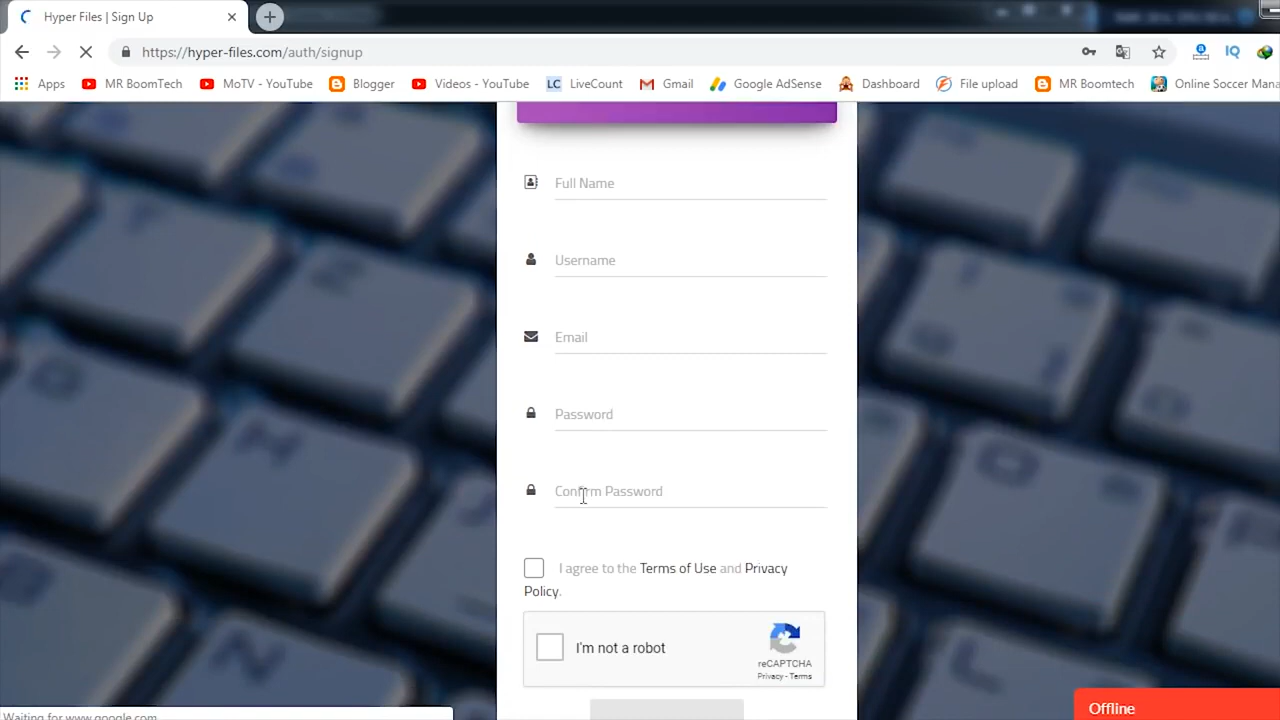 Hyper Files | Sign Up
https://hyper-files.com/auth/signup
Apps MR BoomTech MoTV - YouTube Blogger Videos - YouTube LC LiveCount Gmail Google AdSense Dashboard File upload MR Boomtech Online Soccer Mana
IQ
Full Name
Username
Email
Password
Confirm Password
I agree to the Terms of Use and Privacy
Policy.
I'm not a robot
reCAPTCHA
Privacy - Terms
Offline
Waiting for www.google.com